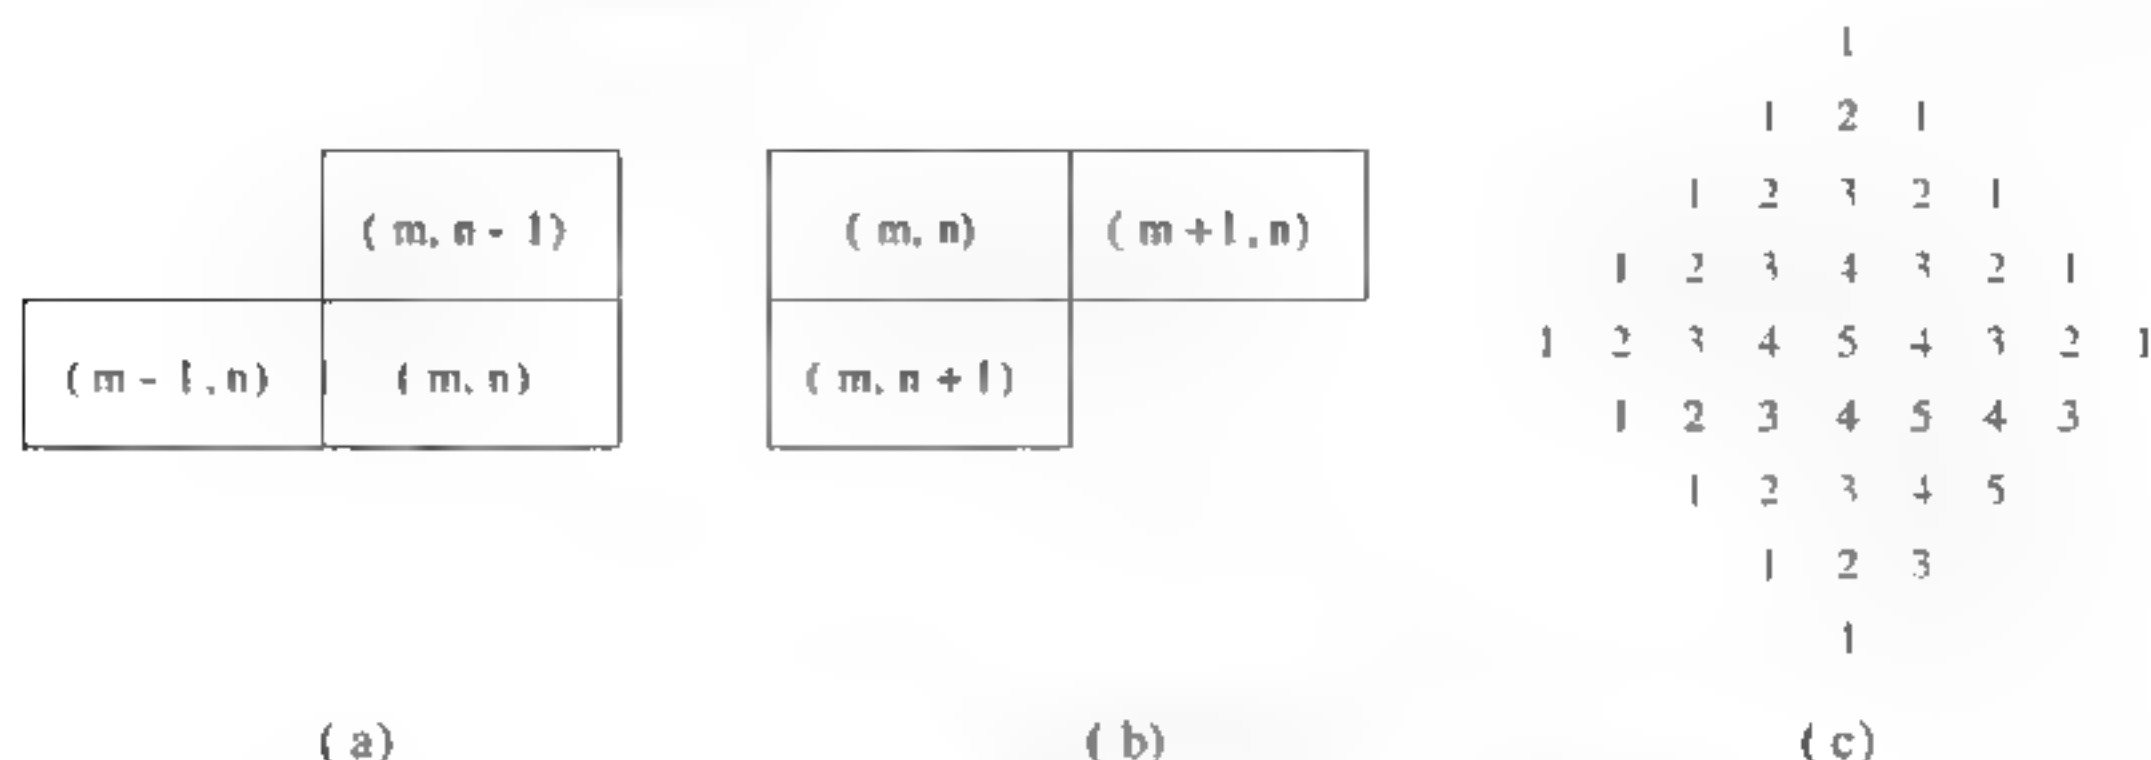 1
1 2 1
( m, n - 1)
( m, n)
( m + 1, n)
1 2 3 2 1
1 2 3 4 3 2 1
( m - 1, n)
( m, n)
( m, n + 1)
1 2 3 4 5 4 3 2 1
1 2 3 4 5 4 3
1 2 3 4 5
1 2 3
1
( a)
( b)
( c)